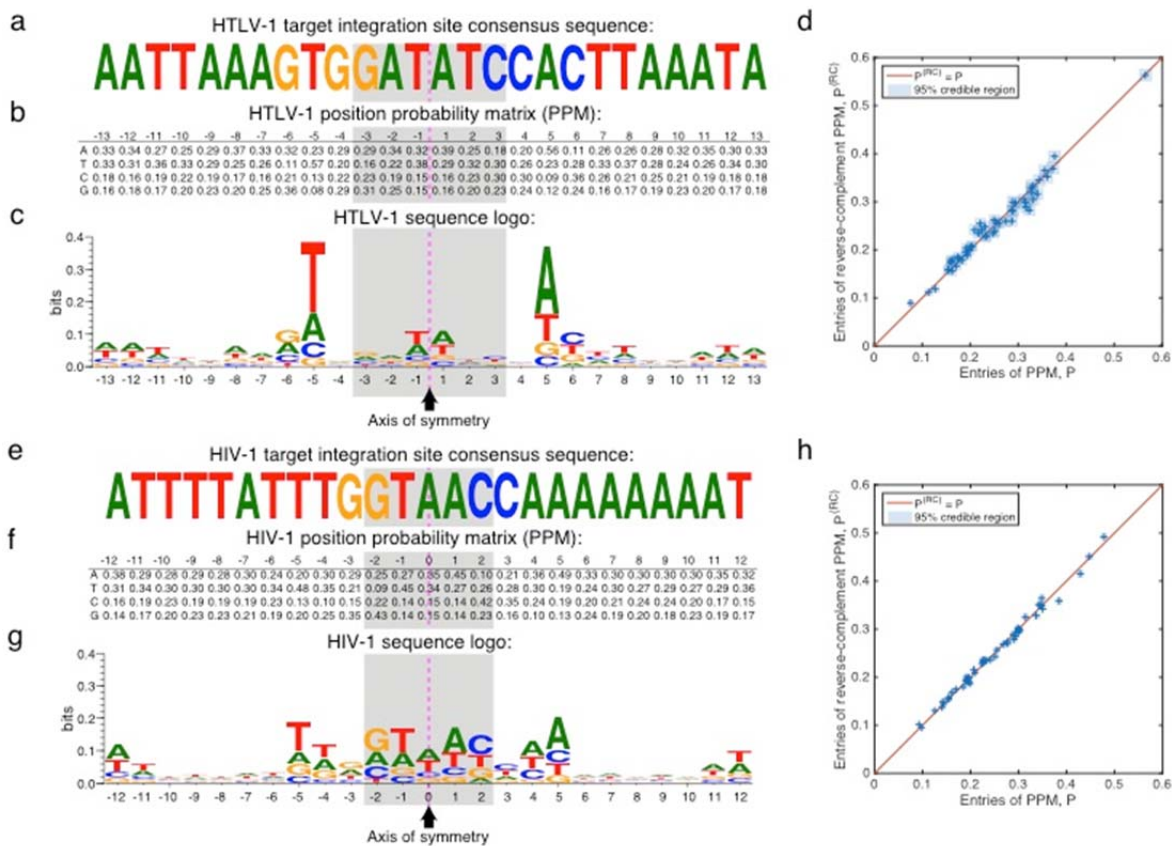 a
HTLV-1 target integration site consensus sequence:
AATTAAAGTGGATATCCACTTAAATA
b
HTLV-1 position probability matrix (PPM):
-13 -12 -11 -10 -9 -8 -7 -6 -5 -4 -3 -2 -1 1 2 3 4 5 6 7 8 9 10 11 12 13
A 0.33 0.34 0.27 0.25 0.29 0.37 0.33 0.32 0.23 0.29 0.29 0.34 0.32 0.39 0.25 0.18 0.20 0.56 0.11 0.26 0.28 0.28 0.32 0.35 0.30 0.33
T 0.33 0.31 0.36 0.33 0.29 0.37 0.26 0.11 0.57 0.20 0.16 0.22 0.38 0.29 0.32 0.30 0.26 0.23 0.28 0.33 0.37 0.28 0.24 0.26 0.34 0.30
C 0.16 0.16 0.19 0.22 0.19 0.17 0.16 0.21 0.13 0.22 0.23 0.19 0.15 0.16 0.23 0.30 0.30 0.09 0.36 0.26 0.21 0.25 0.21 0.19 0.18 0.18
G 0.18 0.18 0.17 0.20 0.23 0.20 0.25 0.36 0.08 0.29 0.31 0.25 0.15 0.16 0.20 0.23 0.24 0.12 0.24 0.16 0.17 0.19 0.23 0.20 0.17 0.18
c
HTLV-1 sequence logo:
bits
0.4
0.3
0.2
0.1
0.0
-13 -12 -11 -10 -9 -8 -7 -6 -5 -4 -3 -2 -1 1 2 3 4 5 6 7 8 9 10 11 12 13
Axis of symmetry
d
P(RC) = P
95% credible region
Entries of reverse-complement PPM, P(RC)
0.6
0.5
0.4
0.3
0.2
0.1
0
0 0.1 0.2 0.3 0.4 0.5 0.6
Entries of PPM, P
e
HIV-1 target integration site consensus sequence:
ATTTTATTTGGTAACCAAAAAAAAT
f
HIV-1 position probability matrix (PPM):
-12 -11 -10 -9 -8 -7 -6 -5 -4 -3 -2 -1 0 1 2 3 4 5 6 7 8 9 10 11 12
A 0.38 0.29 0.28 0.29 0.28 0.30 0.24 0.20 0.30 0.29 0.25 0.27 0.35 0.45 0.10 0.21 0.36 0.49 0.33 0.30 0.30 0.30 0.30 0.35 0.32
T 0.31 0.34 0.30 0.30 0.30 0.30 0.34 0.48 0.35 0.21 0.09 0.45 0.34 0.27 0.26 0.28 0.30 0.19 0.24 0.30 0.27 0.29 0.27 0.29 0.36
C 0.16 0.19 0.23 0.19 0.19 0.19 0.23 0.13 0.10 0.15 0.22 0.14 0.15 0.14 0.42 0.35 0.24 0.19 0.19 0.20 0.21 0.24 0.20 0.17 0.15
G 0.14 0.17 0.20 0.23 0.23 0.21 0.19 0.20 0.25 0.35 0.43 0.14 0.15 0.14 0.23 0.16 0.10 0.13 0.24 0.19 0.20 0.18 0.23 0.19 0.17
g
HIV-1 sequence logo:
bits
0.4
0.3
0.2
0.1
0.0
-12 -11 -10 -9 -8 -7 -6 -5 -4 -3 -2 -1 0 1 2 3 4 5 6 7 8 9 10 11 12
Axis of symmetry
h
P(RC) = P
95% credible region
Entries of reverse-complement PPM, P(RC)
0.6
0.5
0.4
0.3
0.2
0.1
0
0 0.1 0.2 0.3 0.4 0.5 0.6
Entries of PPM, P